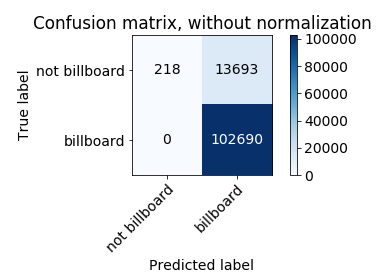 Confusion matrix, without normalization
True label
not billboard
billboard
218
13693
0
102690
100000
80000
60000
40000
20000
0
not billboard
billboard
Predicted label